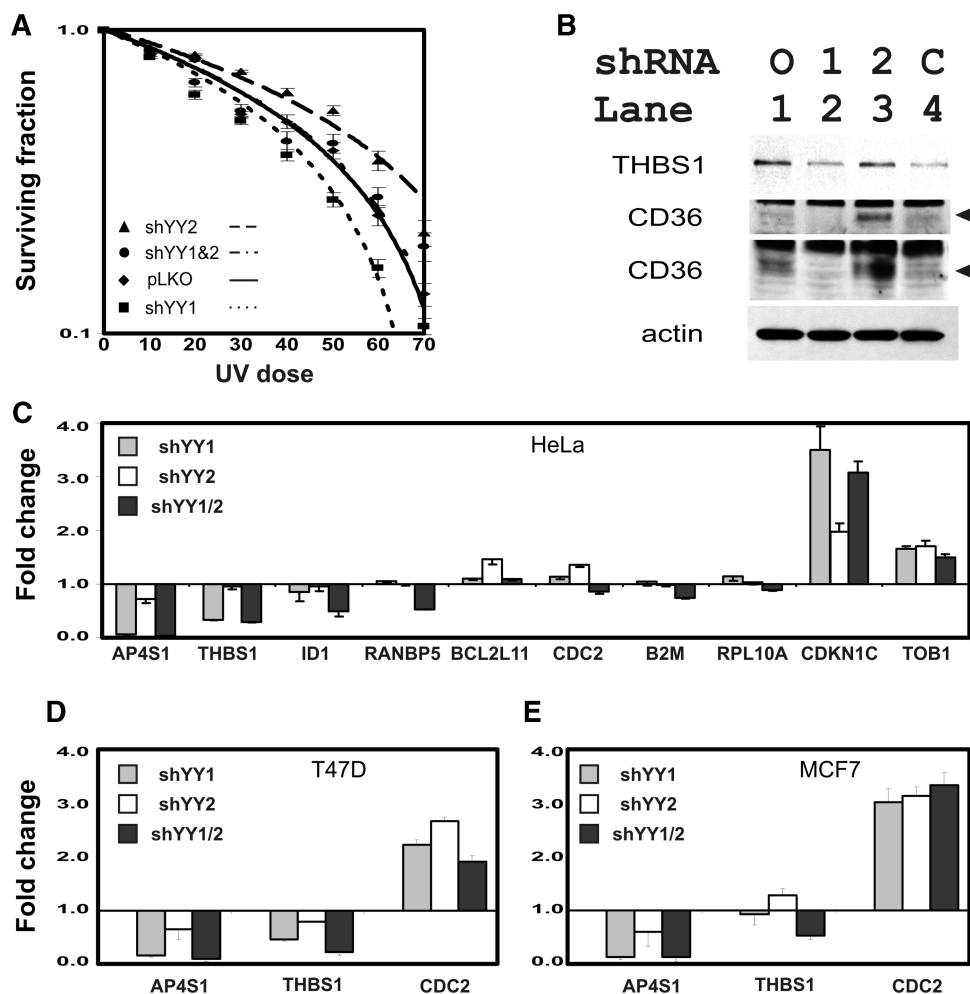 A
1.0
Surviving fraction
shYY2
shYY1&2
pLKO
shYY1
0.1
0 10 20 30 40 50 60 70
UV dose
B
shRNA O 1 2 C
Lane 1 2 3 4
THBS1
CD36
CD36
actin
C
4.0
3.0
2.0
1.0
0.0
Fold change
shYY1
shYY2
shYY1/2
HeLa
AP4S1 THBS1 ID1 RANBP5 BCL2L11 CDC2 B2M RPL10A CDKN1C TOB1
D
4.0
3.0
2.0
1.0
0.0
Fold change
shYY1
shYY2
shYY1/2
T47D
AP4S1 THBS1 CDC2
E
4.0
3.0
2.0
1.0
0.0
shYY1
shYY2
shYY1/2
MCF7
AP4S1 THBS1 CDC2